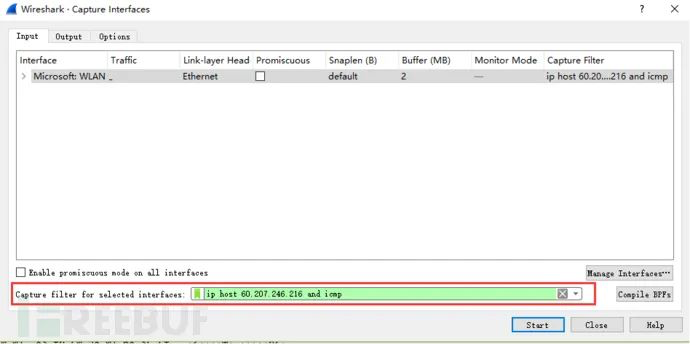 Wireshark · Capture Interfaces
Input Output Options
Interface Traffic Link-layer Head Promiscuous Snaplen (B) Buffer (MB) Monitor Mode Capture Filter
Microsoft: WLAN _ Ethernet default 2 — ip host 60.20....216 and icmp
Enable promiscuous mode on all interfaces
Manage Interfaces…
Capture filter for selected interfaces: ip host 60.207.246.216 and icmp
Compile BPFs
REEBUF
Start Close Help